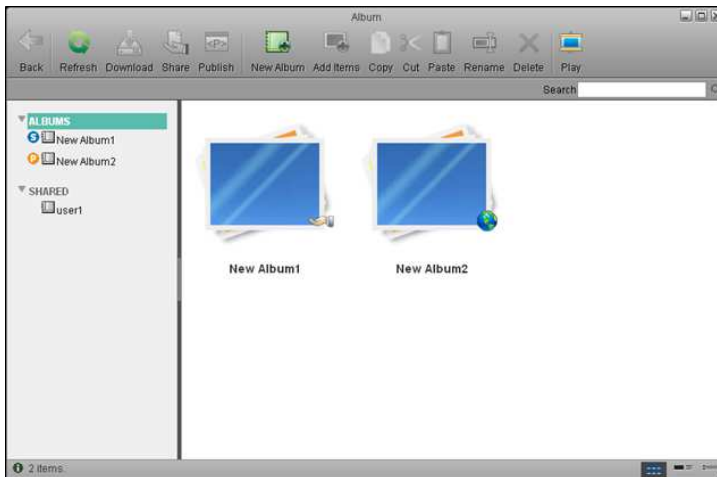 Album
Back Refresh Download Share Publish New Album Add Items Copy Cut Paste Rename Delete Play
Search
ALBUMS
S New Album1
P New Album2
SHARED
user1
New Album1 New Album2
2 items.